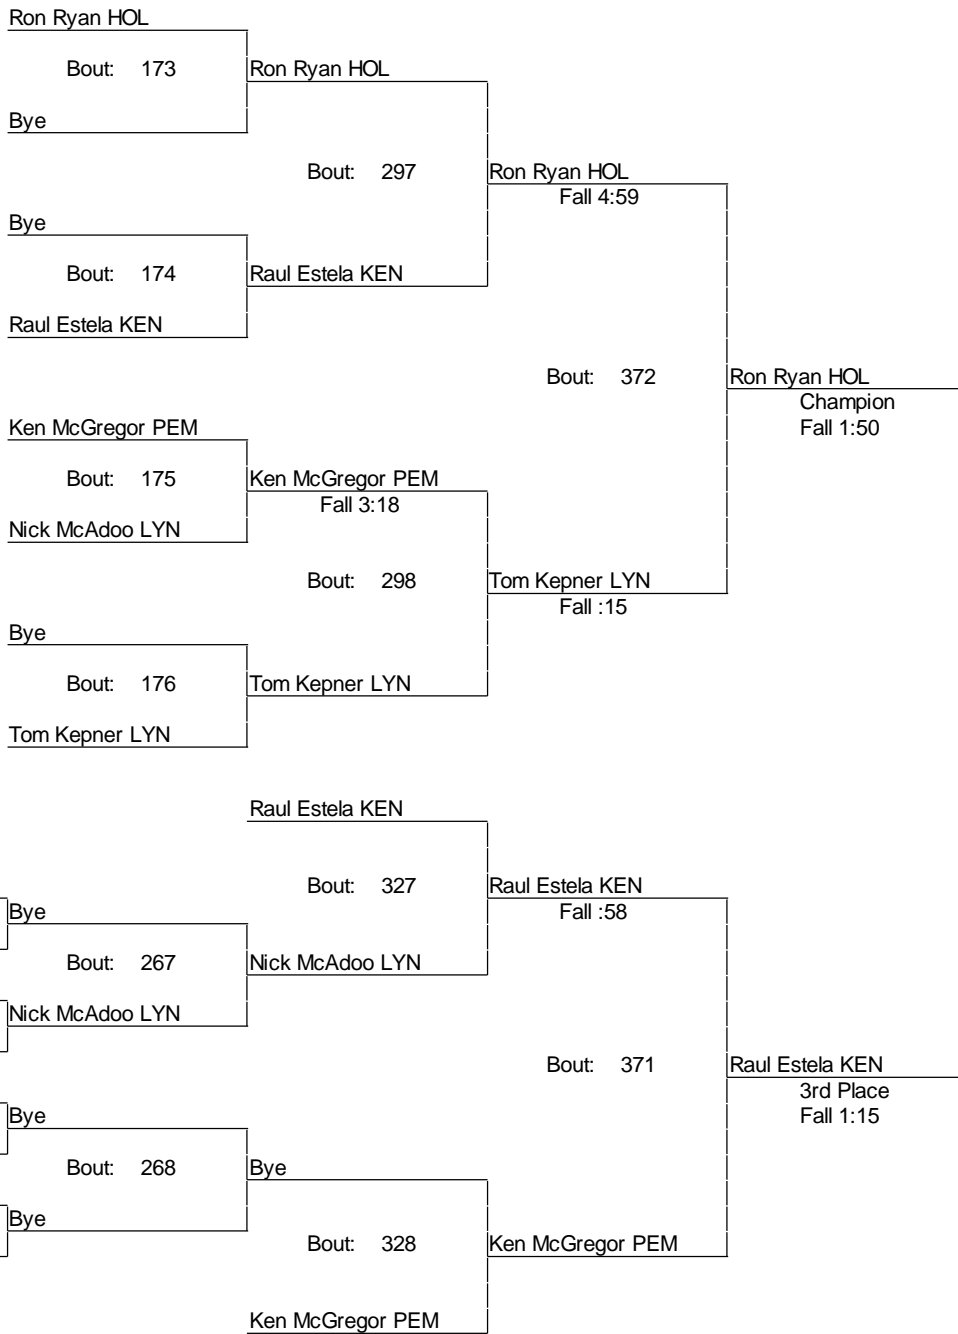 Ron Ryan HOL
Bout: 173 Ron Ryan HOL
Bye
Bout: 297 Ron Ryan HOL
Fall 4:59
Bye
Bout: 174 Raul Estela KEN
Raul Estela KEN
Bout: 372 Ron Ryan HOL
Champion
Ken McGregor PEM Fall 1:50
Bout: 175 Ken McGregor PEM
Fall 3:18
Nick McAdoo LYN
Bout: 298 Tom Kepner LYN
Fall :15
Bye
Bout: 176 Tom Kepner LYN
Tom Kepner LYN
Raul Estela KEN
Bout: 327 Raul Estela KEN
Bye Fall :58
Bout: 267 Nick McAdoo LYN
Nick McAdoo LYN
Bout: 371 Raul Estela KEN
3rd Place
Bye Fall 1:15
Bout: 268 Bye
Bye
Bout: 328 Ken McGregor PEM
Ken McGregor PEM